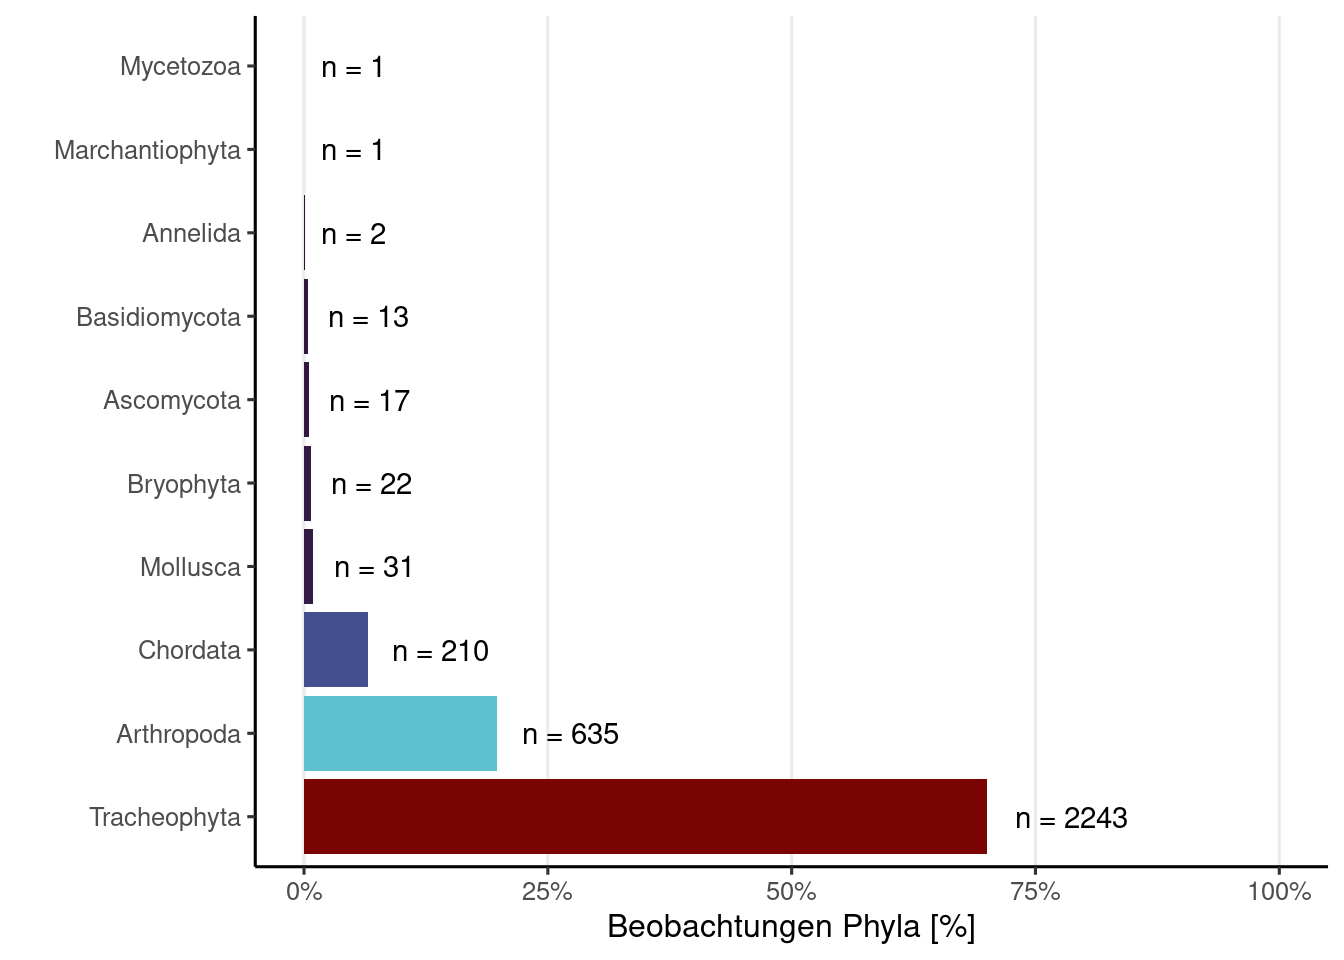 Mycetozoa n = 1
Marchantiophyta n = 1
Annelida n = 2
Basidiomycota n = 13
Ascomycota n = 17
Bryophyta n = 22
Mollusca n = 31
Chordata n = 210
Arthropoda n = 635
Tracheophyta n = 2243
0% 25% 50% 75% 100%
Beobachtungen Phyla [%]